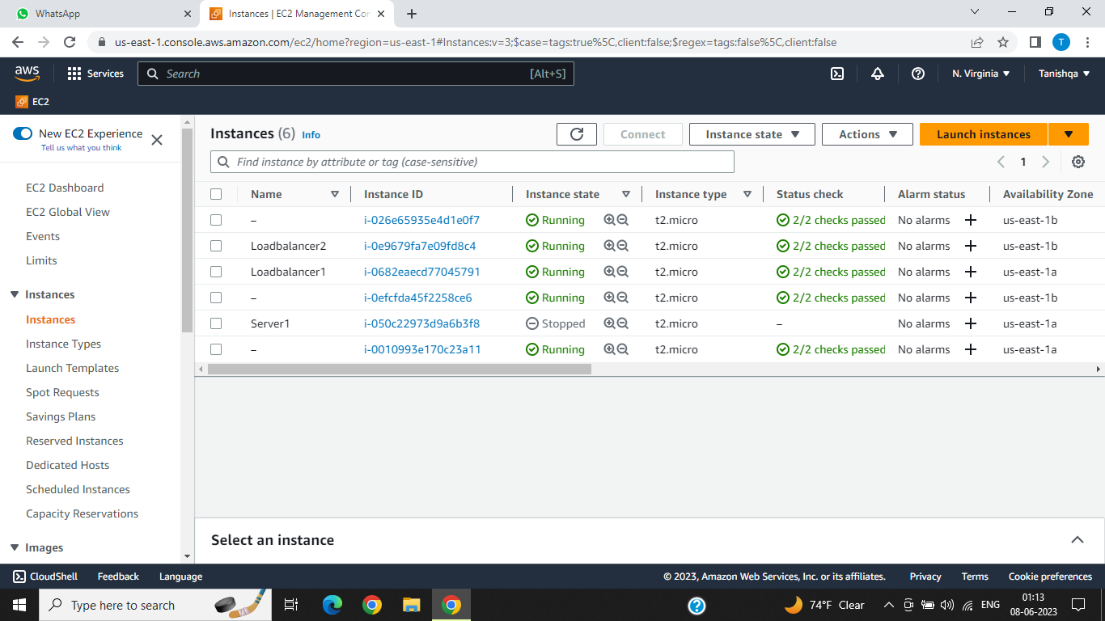 WhatsApp
Instances | EC2 Management Con
us-east-1.console.aws.amazon.com/ec2/home?region=us-east-1#Instances:v=3;$case=tags:true%5C,client:false;$regex=tags:false%5C,client:false
T
aws Services Search [Alt+S] N. Virginia Tanishqa
EC2
New EC2 Experience
Tell us what you think
EC2 Dashboard
EC2 Global View
Events
Limits
Instances
Instances
Instance Types
Launch Templates
Spot Requests
Savings Plans
Reserved Instances
Dedicated Hosts
Scheduled Instances
Capacity Reservations
Images
Instances (6) Info Connect Instance state Actions Launch instances
Find instance by attribute or tag (case-sensitive) 1
Name Instance ID Instance state Instance type Status check Alarm status Availability Zone
– i-026e65935e4d1e0f7 Running t2.micro 2/2 checks passed No alarms us-east-1b
Loadbalancer2 i-0e9679fa7e09fd8c4 Running t2.micro 2/2 checks passed No alarms us-east-1b
Loadbalancer1 i-0682eaecd77045791 Running t2.micro 2/2 checks passed No alarms us-east-1a
– i-0efcfda45f2258ce6 Running t2.micro 2/2 checks passed No alarms us-east-1b
Server1 i-050c22973d9a6b3f8 Stopped t2.micro – No alarms us-east-1a
– i-0010993e170c23a11 Running t2.micro 2/2 checks passed No alarms us-east-1a
Select an instance
CloudShell Feedback Language © 2023, Amazon Web Services, Inc. or its affiliates. Privacy Terms Cookie preferences
Type here to search 74°F Clear ENG 01:13
08-06-2023